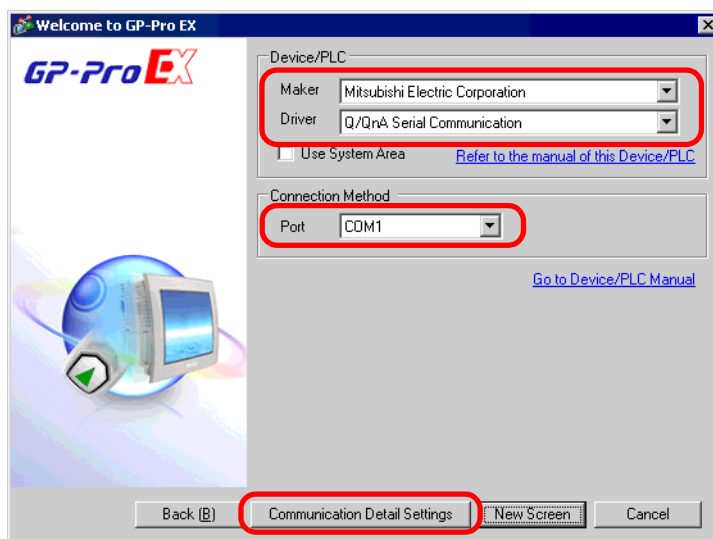 Welcome to GP-Pro EX
GP-Pro EX
Device/PLC
Maker Mitsubishi Electric Corporation
Driver Q/QnA Serial Communication
Use System Area Refer to the manual of this Device/PLC
Connection Method
Port COM1
Go to Device/PLC Manual
Back (B) Communication Detail Settings New Screen Cancel